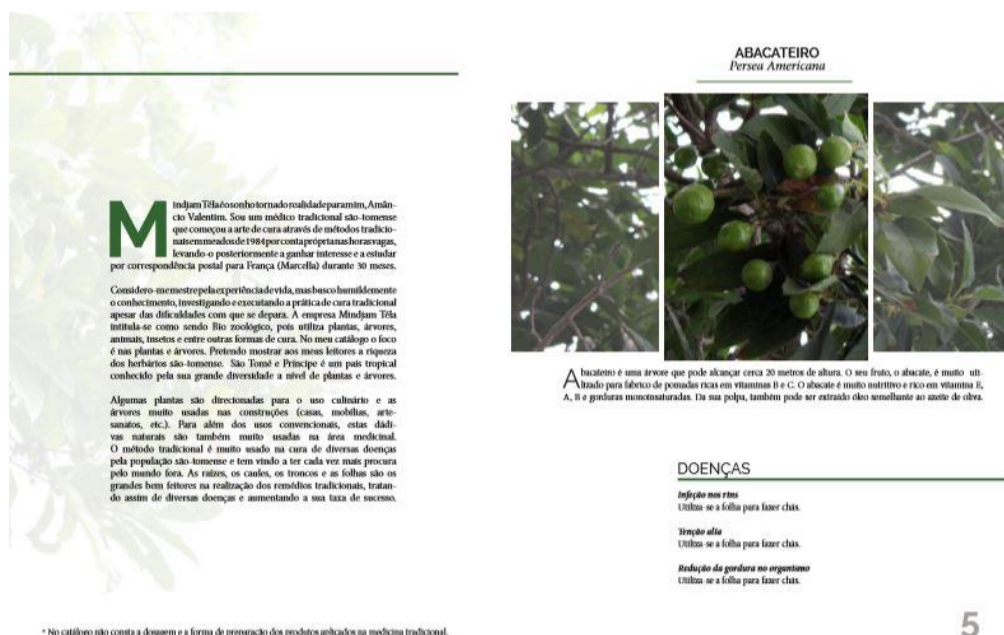 Mindjam Têla é o sonho tornado realidade para mim, Amân-
cio Valentim. Sou um médico tradicional são-tomense
que começou a arte de cura através de métodos tradicio-
nais em meados de 1984 por conta própria nas horas vagas,
levando-o posteriormente a ganhar interesse e a estudar
por correspondência postal para França (Marcella) durante 30 meses.
Considero-me mestre pela experiência de vida, mas busco humildemente
o conhecimento, investigando e executando a prática de cura tradicional
apesar das dificuldades com que se depara. A empresa Mindjam Têla
intitula-se como sendo Bio zoológico, pois utiliza plantas, árvores,
animais, insetos e entre outras formas de cura. No meu catálogo o foco
é nas plantas e árvores. Pretendo mostrar aos meus leitores a riqueza
dos herbários são-tomense. São Tomé e Príncipe é um país tropical
conhecido pela sua grande diversidade a nível de plantas e árvores.
Algumas plantas são direcionadas para o uso culinário e as
árvores muito usadas nas construções (casas, mobílias, arte-
sanatos, etc.). Para além dos usos convencionais, estas dádi-
vas naturais são também muito usadas na área medicinal.
O método tradicional é muito usado na cura de diversas doenças
pela população são-tomense e tem vindo a ter cada vez mais procura
pelo mundo fora. As raízes, os caules, os troncos e as folhas são os
grandes bem feitores na realização dos remédios tradicionais, tratan-
do assim de diversas doenças e aumentando a sua taxa de sucesso.
* No catálogo não consta a dosagem e a forma de preparação dos produtos aplicados na medicina tradicional.
ABACATEIRO
Persea Americana
Abacateiro é uma árvore que pode alcançar cerca 20 metros de altura. O seu fruto, o abacate, é muito uti-
lizado para fabrico de pomadas ricas em vitaminas B e C. O abacate é muito nutritivo e rico em vitamina E,
A, B e gorduras monoinsaturadas. Da sua polpa, também pode ser extraído óleo semelhante ao azeite de oliva.
DOENÇAS
Infeção nos rins
Utiliza-se a folha para fazer chás.
Tenção alta
Utiliza-se a folha para fazer chás.
Redução da gordura no organismo
Utiliza-se a folha para fazer chás.
5